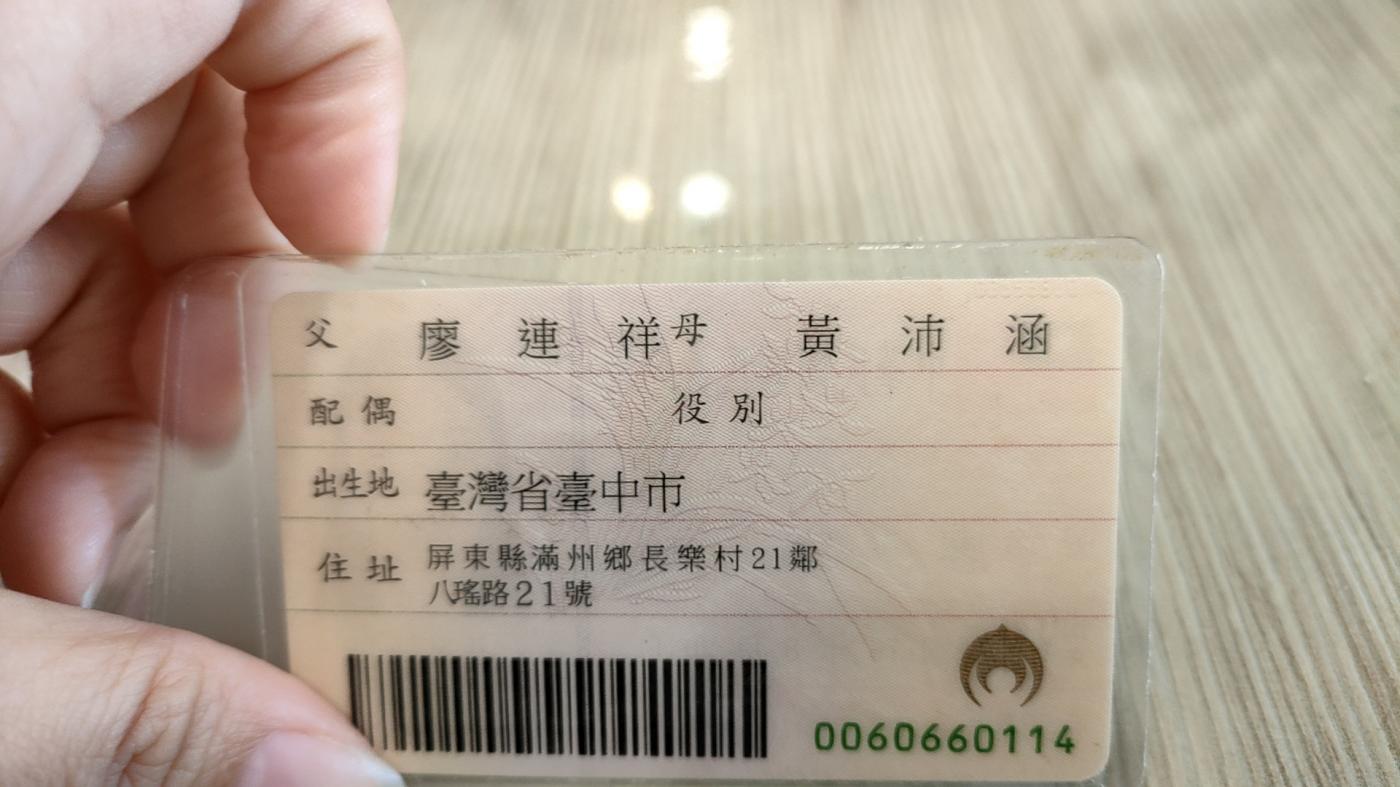 父 廖連祥 母 黃沛涵
配偶 役別
出生地 臺灣省臺中市
住址 屏東縣滿州鄉長樂村21鄰
八瑤路21號
0060660114